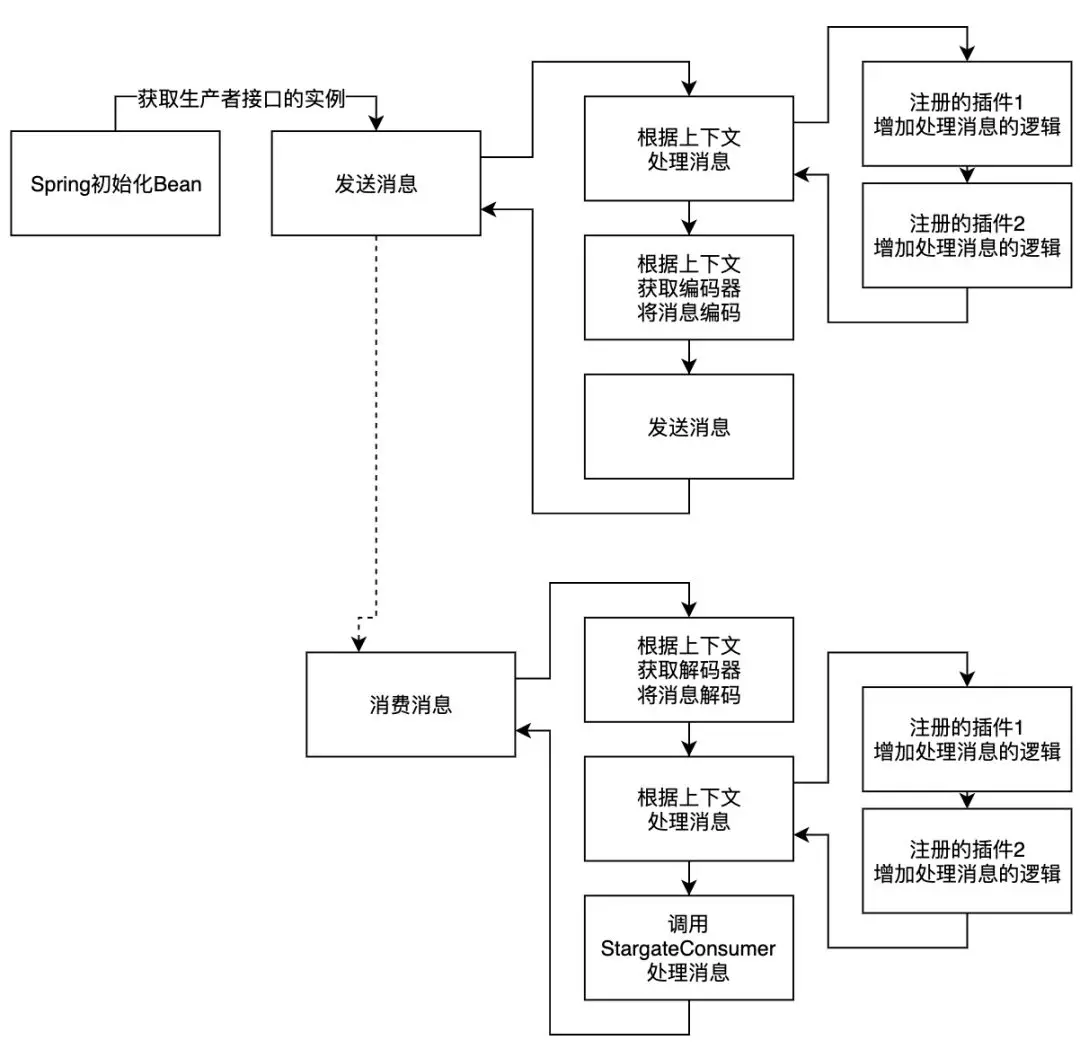 获取生产者接口的实例
Spring初始化Bean
发送消息
根据上下文
处理消息
注册的插件1
增加处理消息的逻辑
注册的插件2
增加处理消息的逻辑
根据上下文
获取编码器
将消息编码
发送消息
消费消息
根据上下文
获取解码器
将消息解码
根据上下文
处理消息
注册的插件1
增加处理消息的逻辑
注册的插件2
增加处理消息的逻辑
调用
StargateConsumer
处理消息